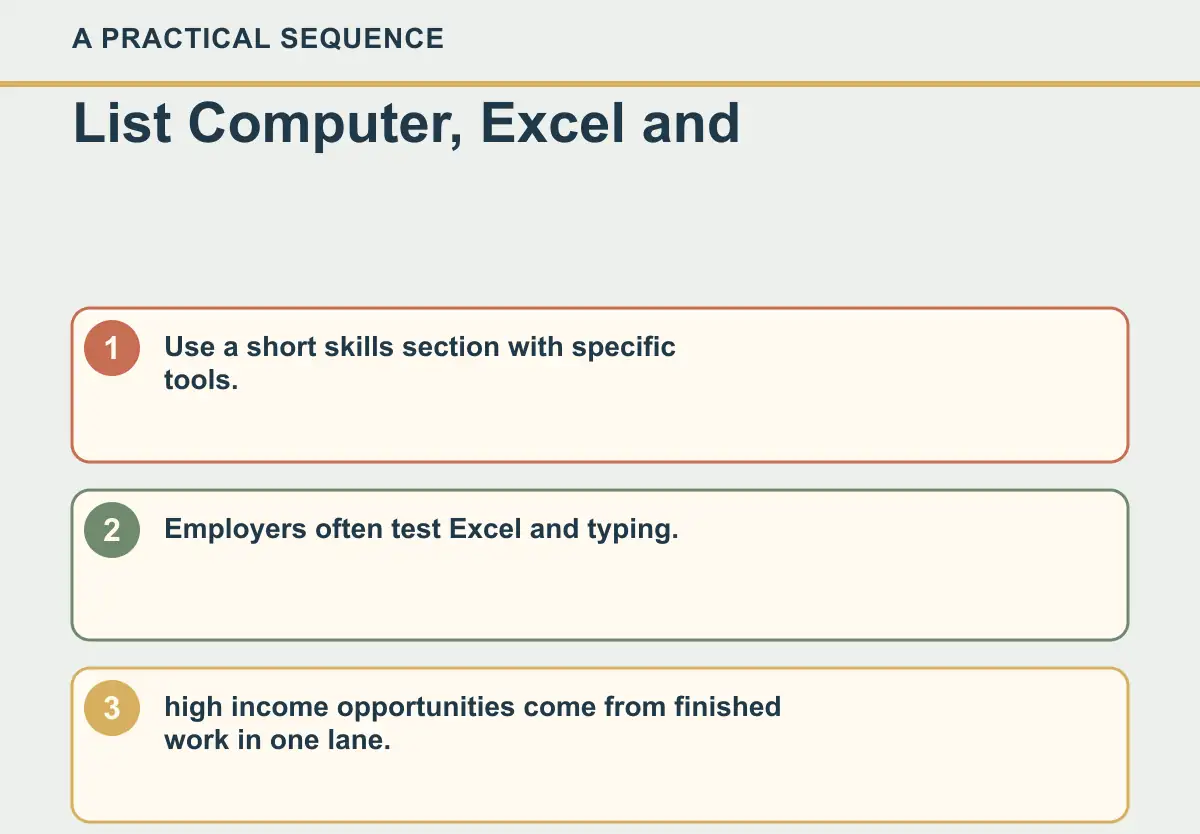 A PRACTICAL SEQUENCE
List Computer, Excel and
1
Use a short skills section with specific
tools.
2
Employers often test Excel and typing.
3
high income opportunities come from finished
work in one lane.